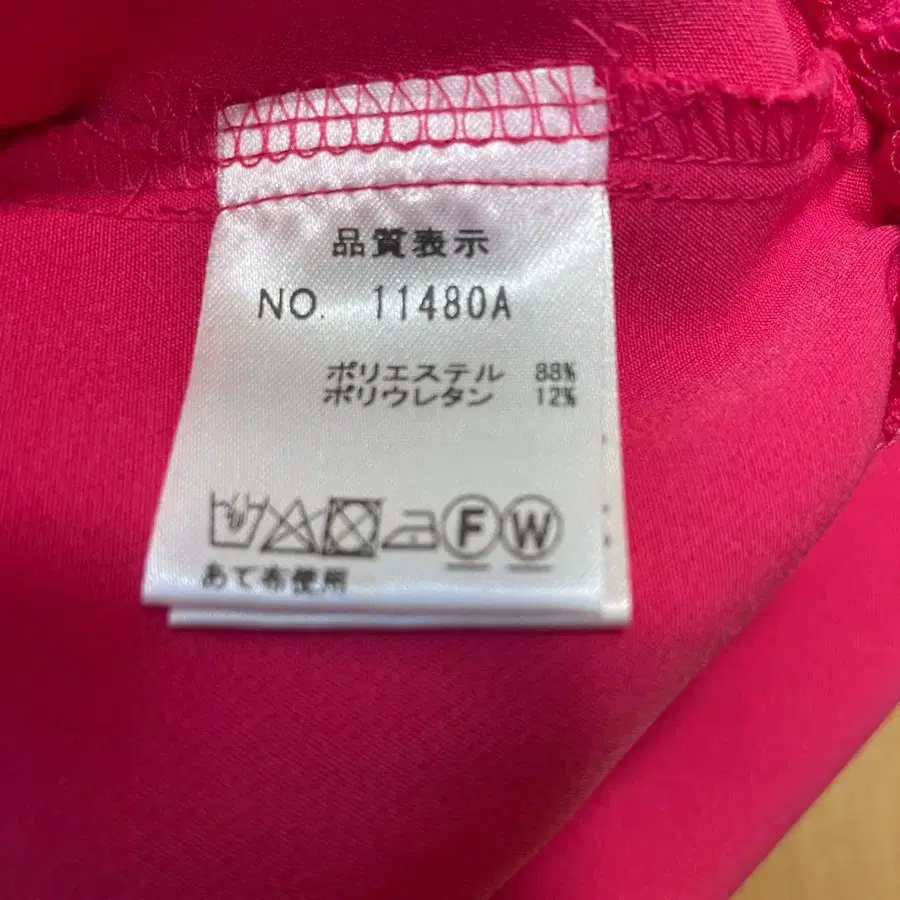 品質表示
NO. 11480A
ポリエステル 88%
ポリウレタン 12%
F W
あて布使用